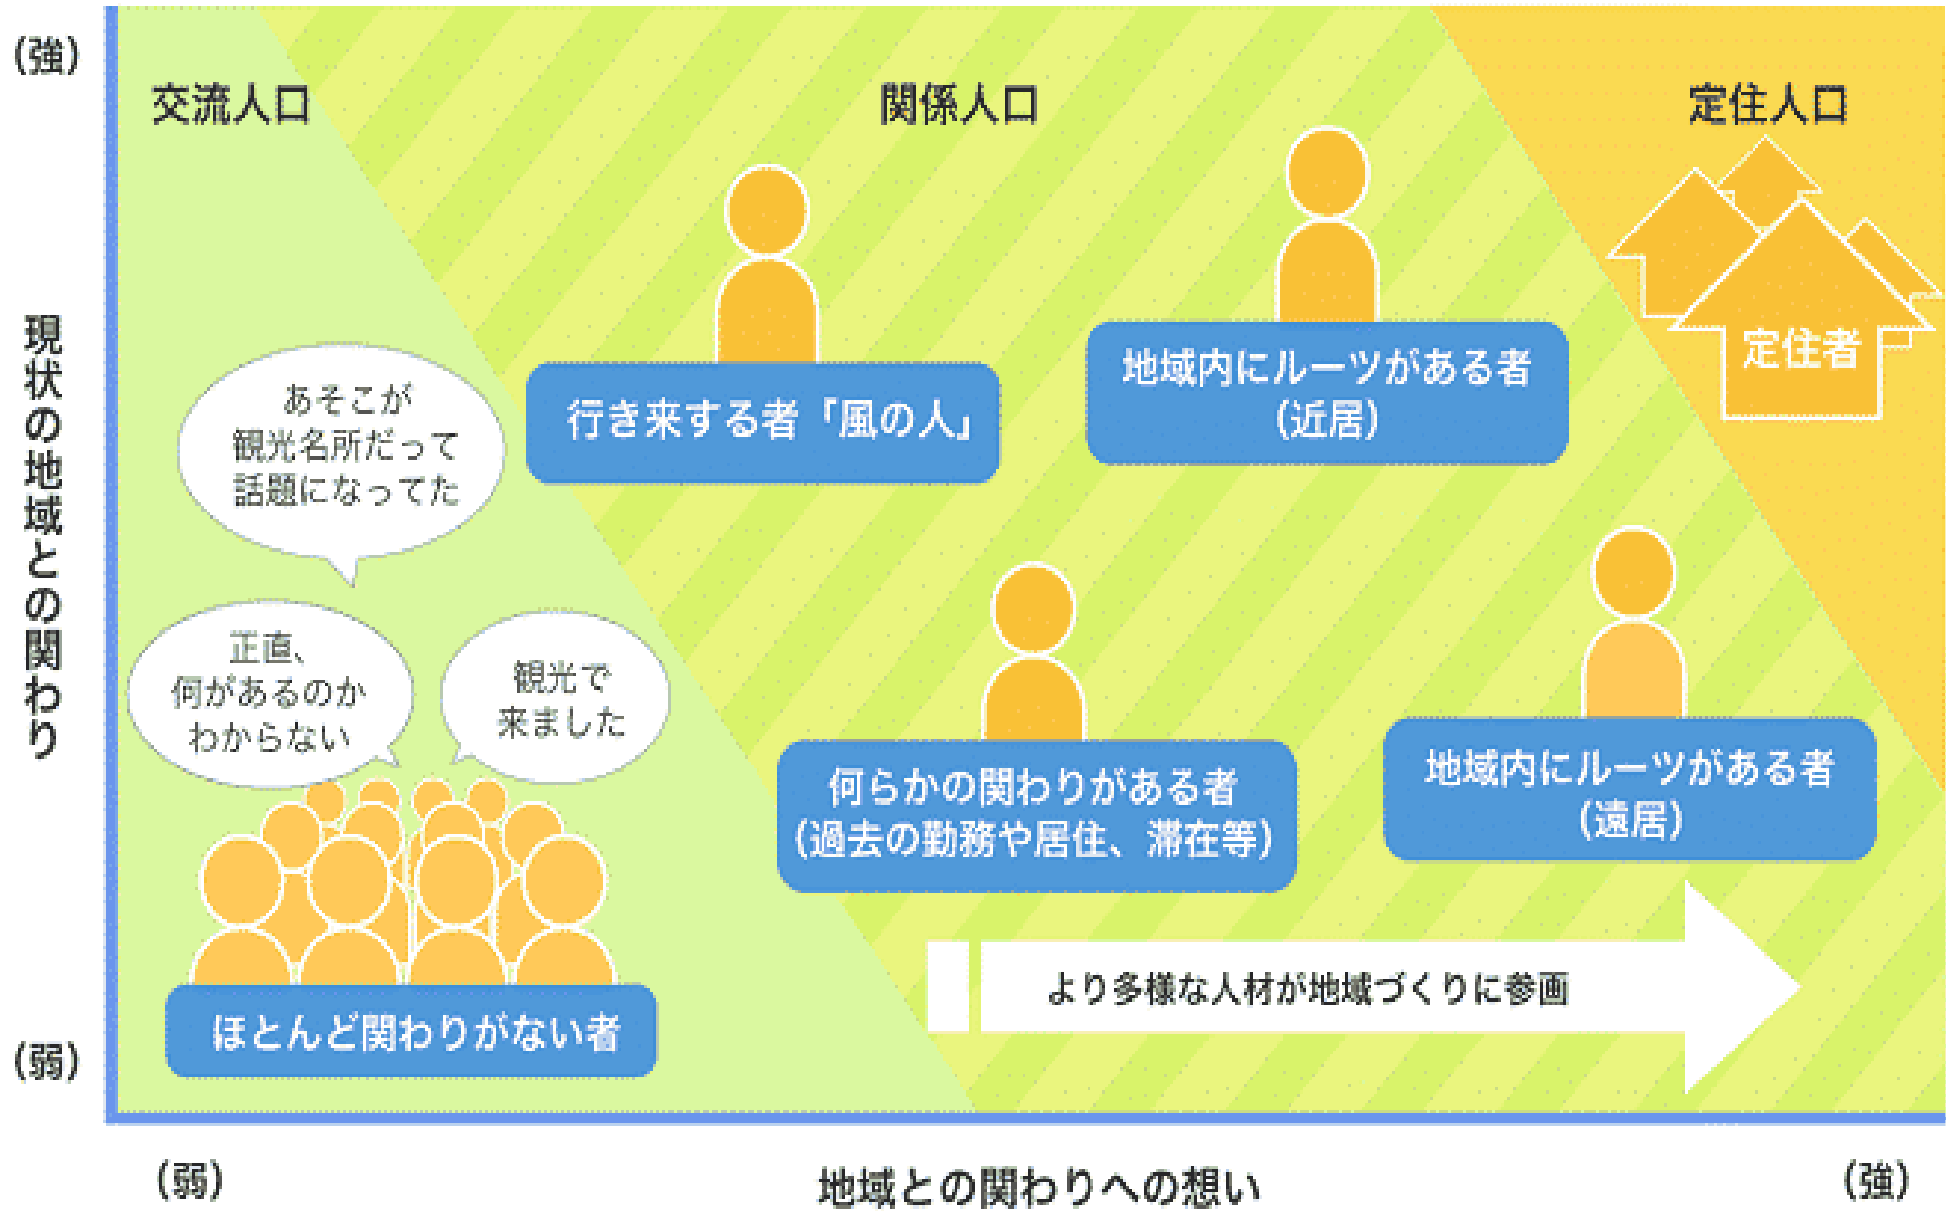 （強）
交流人口
関係人口
定住人口
定住者
地域内にルーツがある者
（近居）
行き来する者「風の人」
現状の地域との関わり
あそこが
観光名所だって
話題になってた
正直、
何があるのか
わからない
観光で
来ました
何らかの関わりがある者
（過去の勤務や居住、滞在等）
地域内にルーツがある者
（遠居）
より多様な人材が地域づくりに参画
ほとんど関わりがない者
（弱）
（弱）
地域との関わりへの想い
（強）